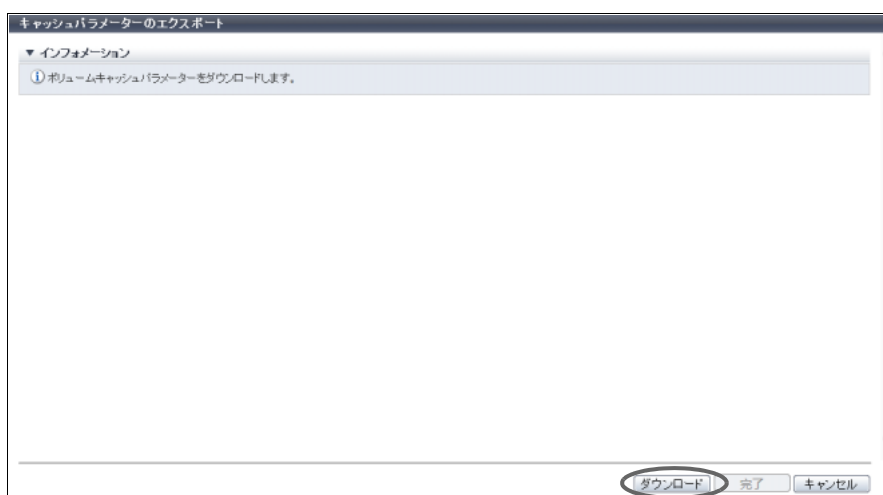 キャッシュパラメーターのエクスポート
▼ インフォメーション
ボリュームキャッシュパラメーターをダウンロードします。
ダウンロード 完了 キャンセル